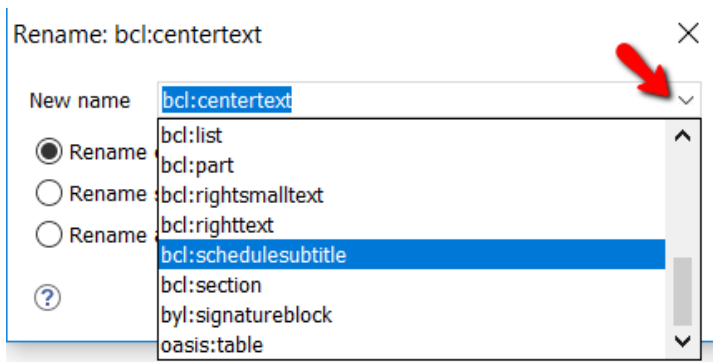 Rename: bcl:centertext
New name bcl:centertext
bcl:list
Rename
bcl:part
Rename bcl:rightsmalltext
bcl:righttext
Rename
bcl:schedulesubtitle
bcl:section
?
byl:signatureblock
oasis:table